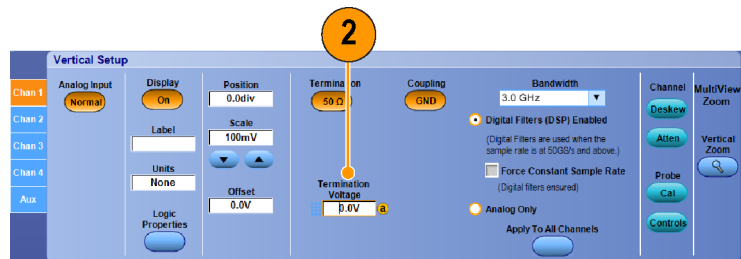 2
Vertical Setup
Chan 1
Chan 2
Chan 3
Chan 4
Aux
Analog Input
Normal
Display
On
Label
Units
None
Logic
Properties
Position
0.0div
Scale
100mV
Offset
0.0V
Termination
50 Ω
Termination
Voltage
0.0V
a
Coupling
GND
Bandwidth
3.0 GHz
Digital Filters (DSP) Enabled
(Digital Filters are used when the
sample rate is at 50GS/s and above.)
Force Constant Sample Rate
(Digital filters ensured)
Analog Only
Apply To All Channels
Channel
Deskew
Atten
Probe
Cal
Controls
MultiView
Zoom
Vertical
Zoom